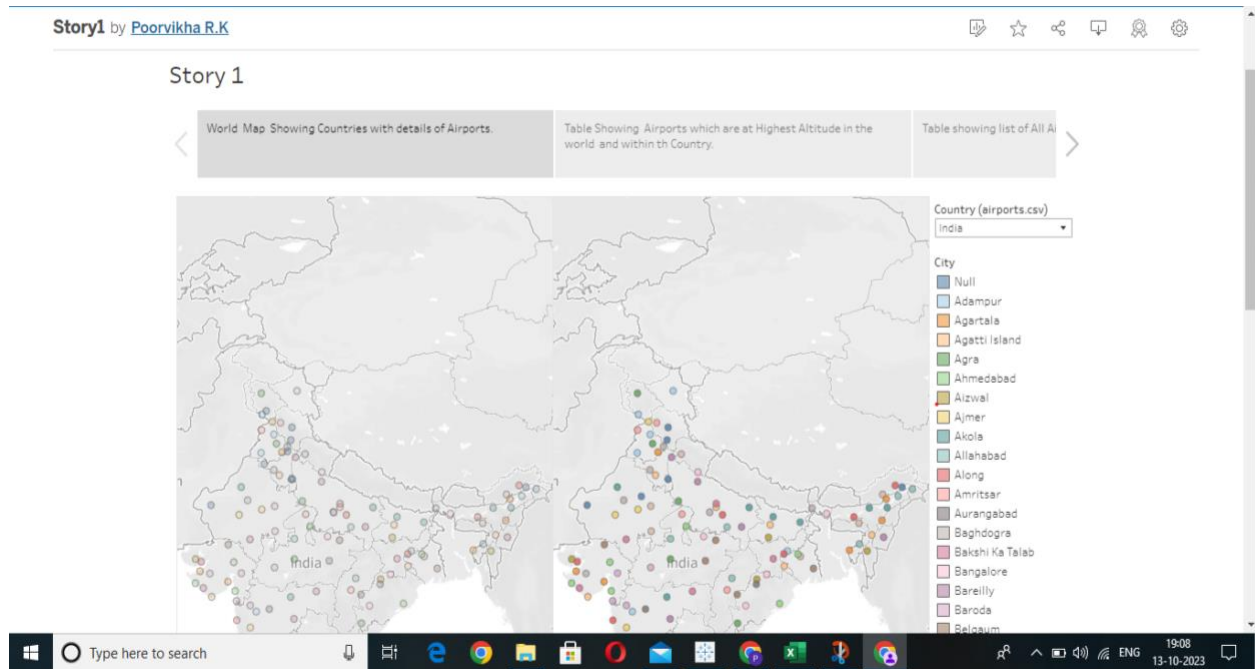 Story1 by Poorvikha R.K
Story 1
World Map Showing Countries with details of Airports.
Table Showing Airports which are at Highest Altitude in the
world and within th Country.
Table showing list of All Ai
Country (airports.csv)
India
City
Null
Adampur
Agartala
Agatti Island
Agra
Ahmedabad
Aizwal
Ajmer
Akola
Allahabad
Along
Amritsar
Aurangabad
Baghdogra
Bakshi Ka Talab
Bangalore
Bareilly
Baroda
Belgaum
India
India
Type here to search
ENG
19:08
13-10-2023